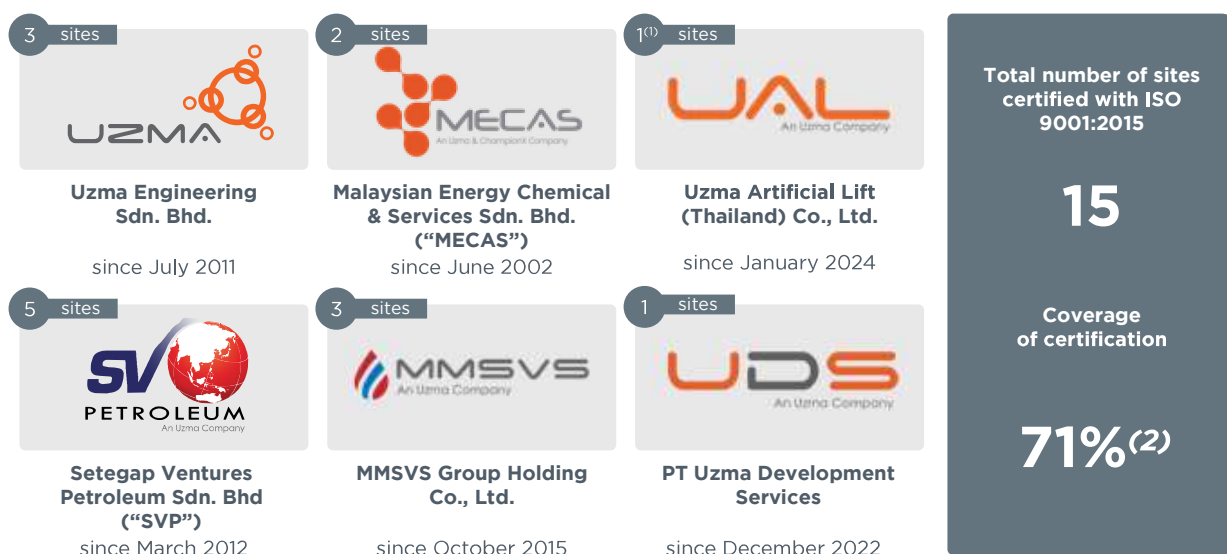 3 sites
UZMA
Uzma Engineering
Sdn. Bhd.
since July 2011
2 sites
MECAS
An Uzma & ChampionX Company
Malaysian Energy Chemical
& Services Sdn. Bhd.
(“MECAS”)
since June 2002
1(1) sites
UAL
An Uzma Company
Uzma Artificial Lift
(Thailand) Co., Ltd.
since January 2024
5 sites
SV
PETROLEUM
An Uzma Company
Setegap Ventures
Petroleum Sdn. Bhd
(“SVP”)
since March 2012
3 sites
MMSVS
An Uzma Company
MMSVS Group Holding
Co., Ltd.
since October 2015
1 sites
UDS
An Uzma Company
PT Uzma Development
Services
since December 2022
Total number of sites
certified with ISO
9001:2015
15
Coverage
of certification
71%(2)